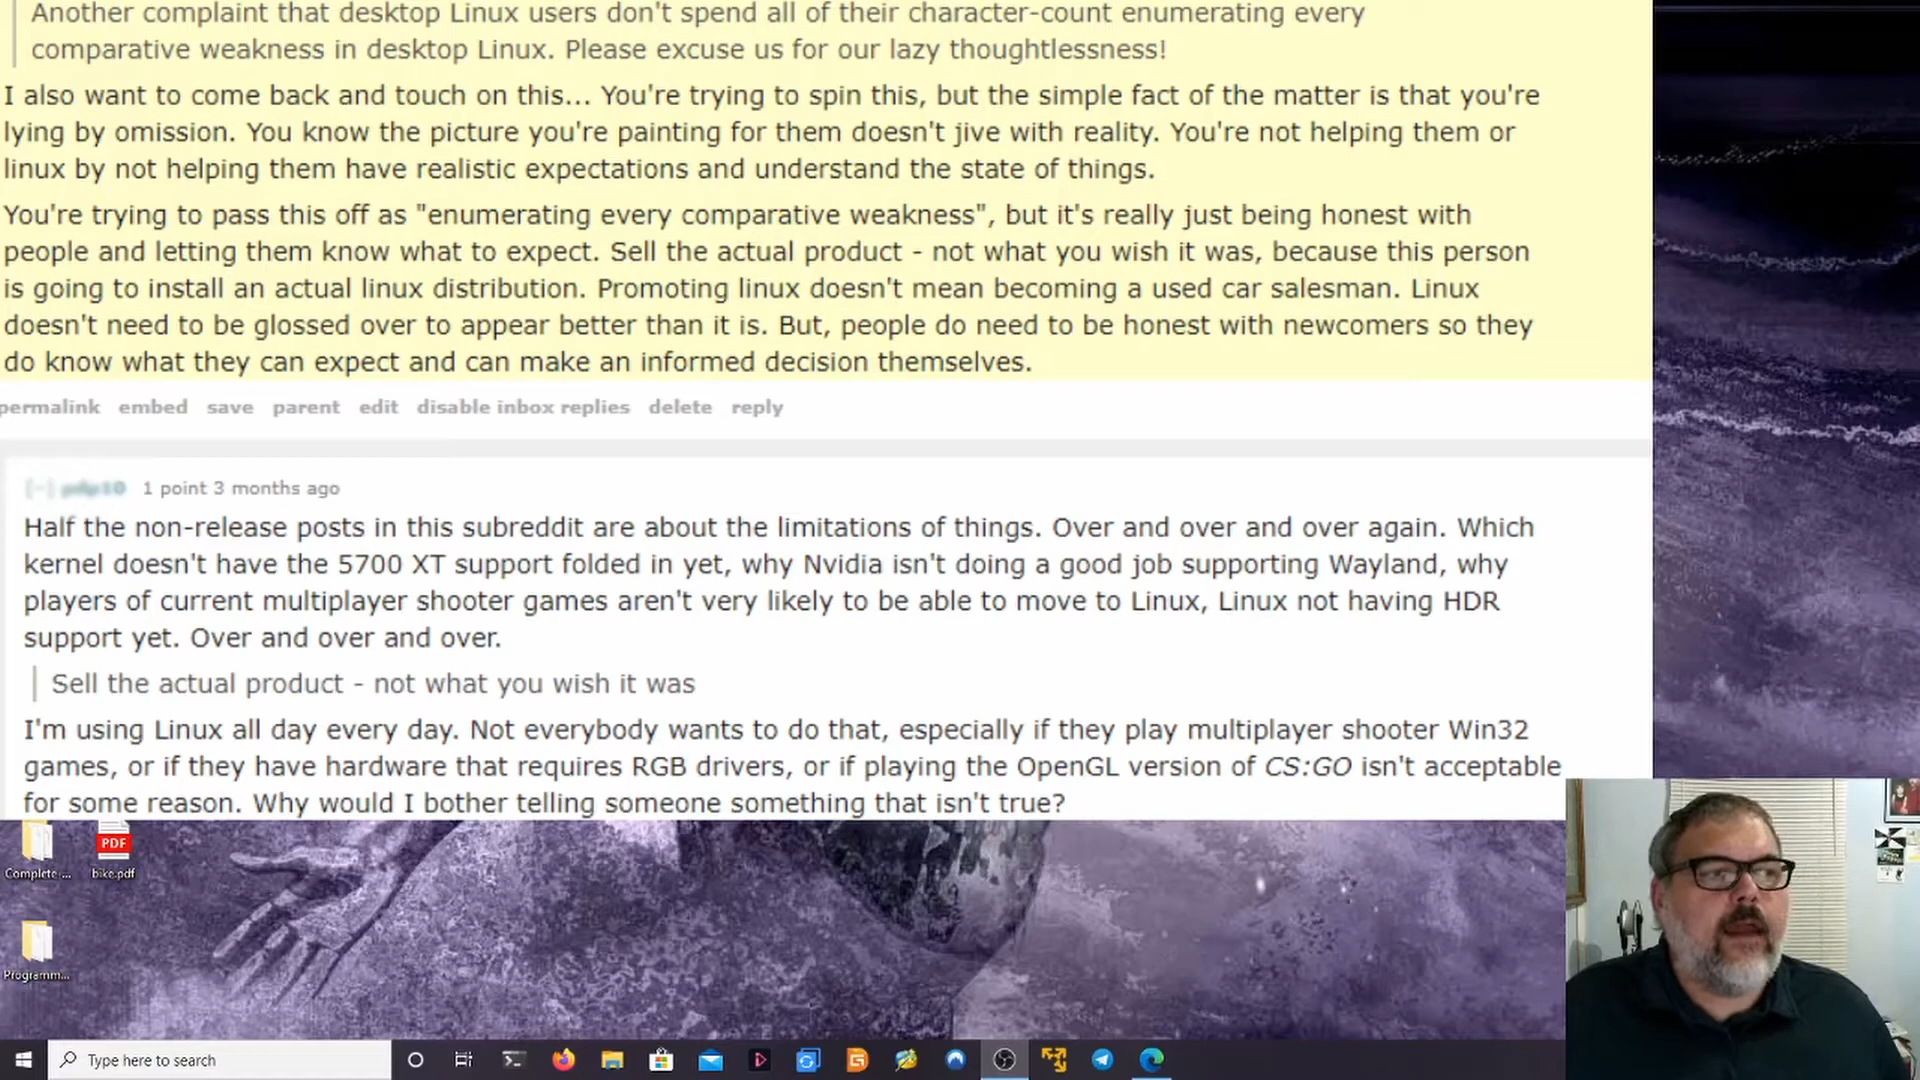 Another complaint that desktop Linux users don't spend all of their character-count enumerating every
comparative weakness in desktop Linux. Please excuse us for our lazy thoughtlessness!
I also want to come back and touch on this... You're trying to spin this, but the simple fact of the matter is that you're
lying by omission. You know the picture you're painting for them doesn't jive with reality. You're not helping them or
linux by not helping them have realistic expectations and understand the state of things.
You're trying to pass this off as "enumerating every comparative weakness", but it's really just being honest with
people and letting them know what to expect. Sell the actual product - not what you wish it was, because this person
is going to install an actual linux distribution. Promoting linux doesn't mean becoming a used car salesman. Linux
doesn't need to be glossed over to appear better than it is. But, people do need to be honest with newcomers so they
do know what they can expect and can make an informed decision themselves.
permalink embed save parent edit disable inbox replies delete reply
1 point 3 months ago
Half the non-release posts in this subreddit are about the limitations of things. Over and over and over again. Which
kernel doesn't have the 5700 XT support folded in yet, why Nvidia isn't doing a good job supporting Wayland, why
players of current multiplayer shooter games aren't very likely to be able to move to Linux, Linux not having HDR
support yet. Over and over and over.
Sell the actual product - not what you wish it was
I'm using Linux all day every day. Not everybody wants to do that, especially if they play multiplayer shooter Win32
games, or if they have hardware that requires RGB drivers, or if playing the OpenGL version of CS:GO isn't acceptable
for some reason. Why would I bother telling someone something that isn't true?
PDF
Complete-...
bike.pdf
Programm...
Type here to search